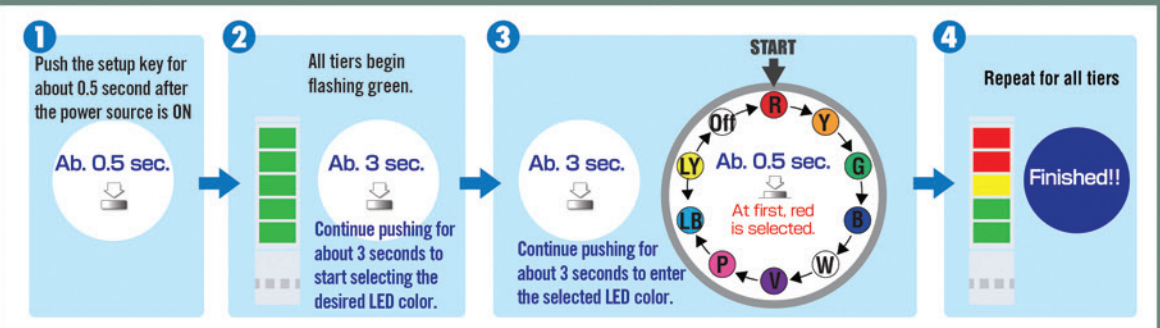 1
Push the setup key for
about 0.5 second after
the power source is ON
Ab. 0.5 sec.
2
All tiers begin
flashing green.
Ab. 3 sec.
Continue pushing for
about 3 seconds to
start selecting the
desired LED color.
3
Ab. 3 sec.
Continue pushing for
about 3 seconds to enter
the selected LED color.
START
R
Y
G
B
W
V
P
LB
LY
Off
Ab. 0.5 sec.
At first, red
is selected.
4
Repeat for all tiers
Finished!!